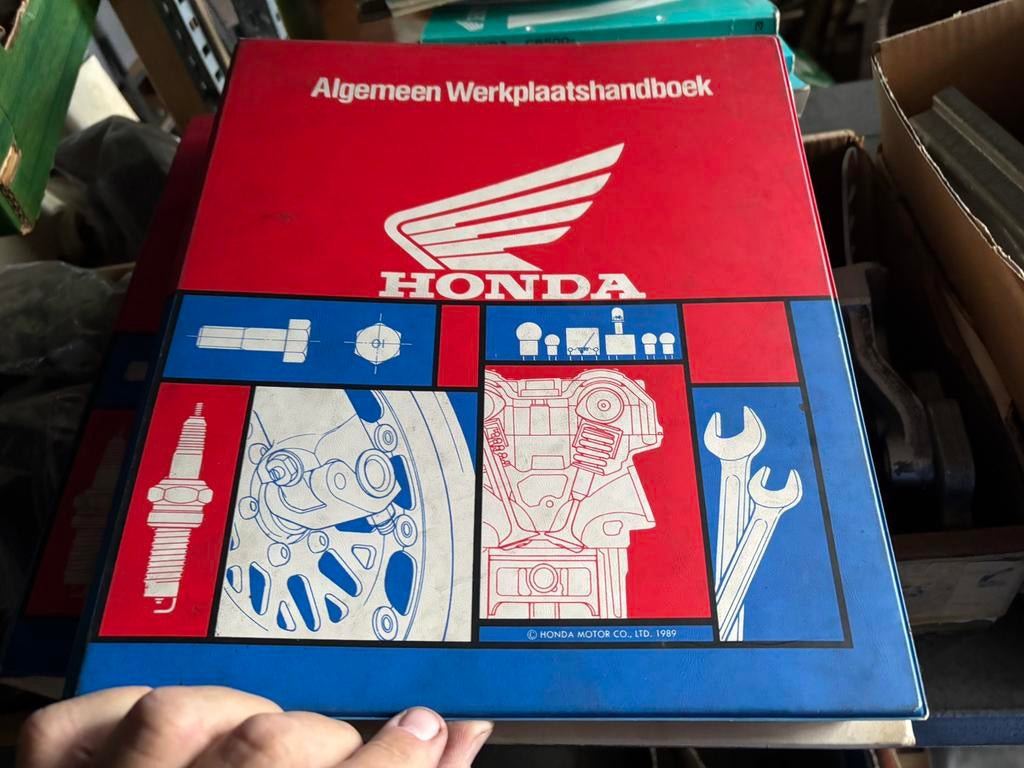 Algemeen Werkplaatshandboek
HONDA
© HONDA MOTOR CO., LTD. 1989